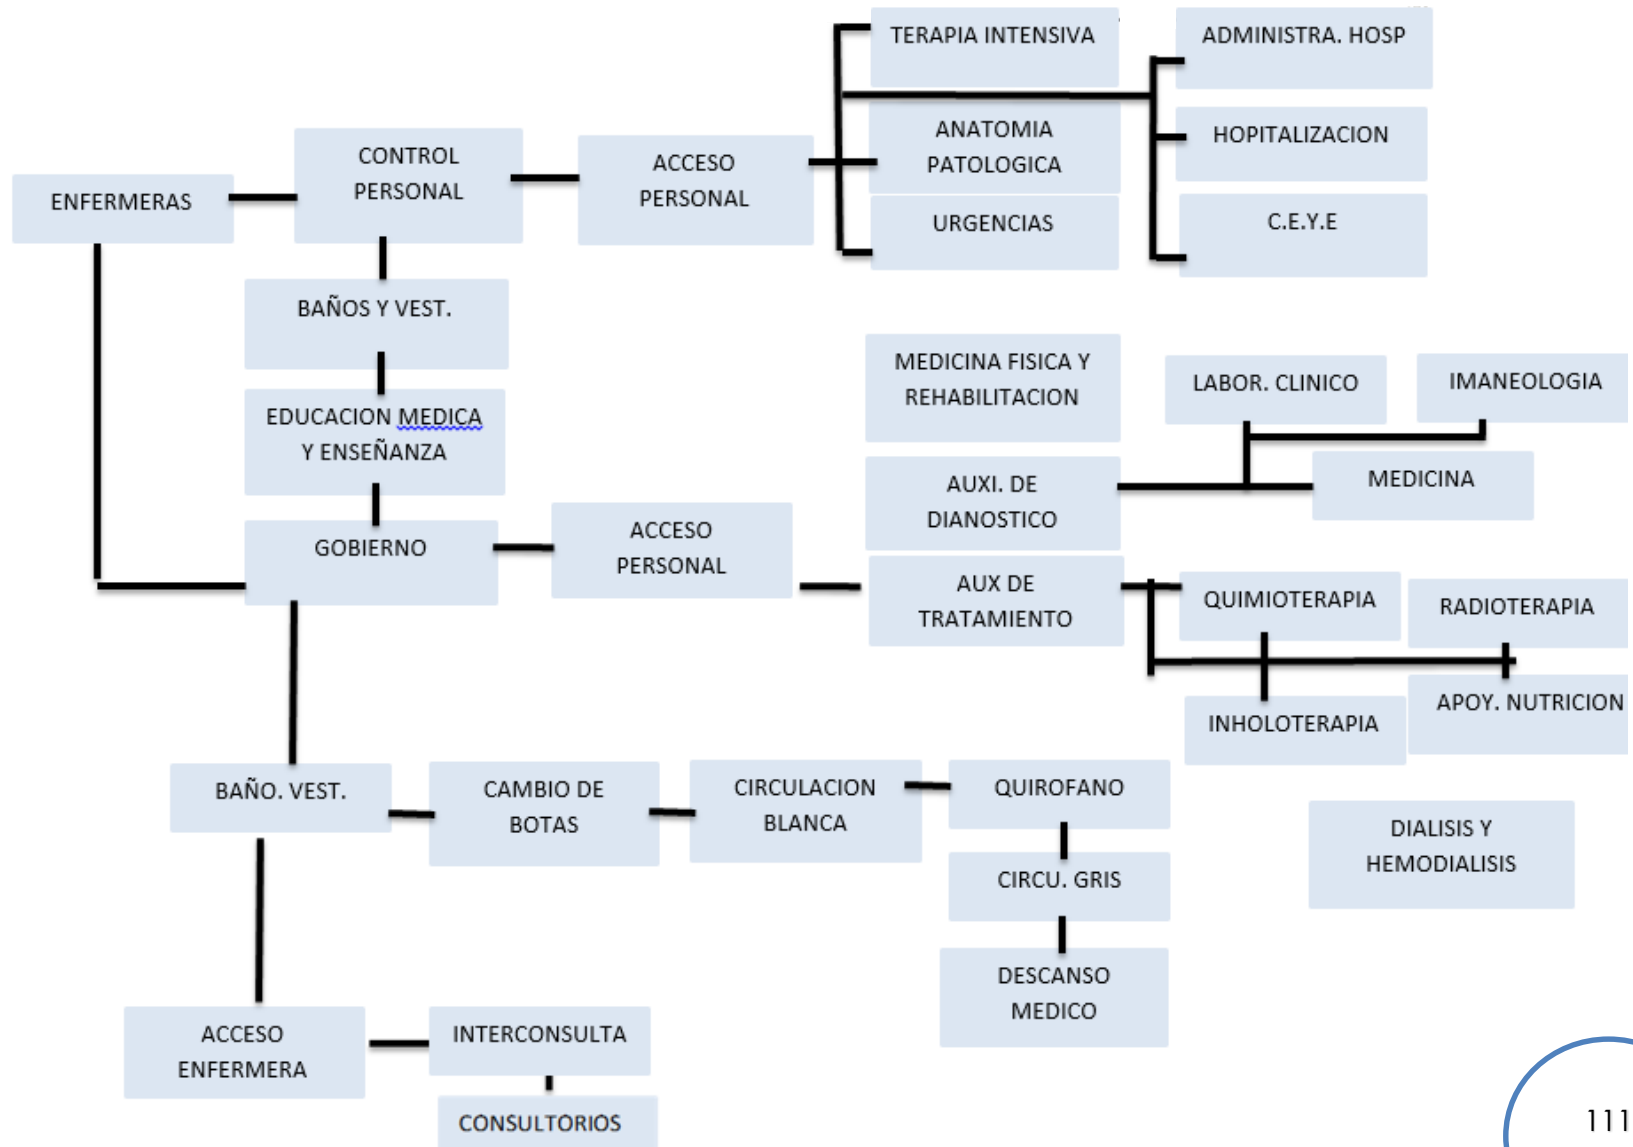 TERAPIA INTENSIVA
ADMINISTRA. HOSP
ANATOMIA
PATOLOGICA
HOPITALIZACION
CONTROL
PERSONAL
ACCESO
PERSONAL
ENFERMERAS
URGENCIAS
C.E.Y.E
BAÑOS Y VEST.
MEDICINA FISICA Y
REHABILITACION
LABOR. CLINICO
IMANEOLOGIA
EDUCACION MEDICA
Y ENSEÑANZA
AUXI. DE
DIANOSTICO
MEDICINA
GOBIERNO
ACCESO
PERSONAL
AUX DE
TRATAMIENTO
QUIMIOTERAPIA
RADIOTERAPIA
INHOLOTERAPIA
APOY. NUTRICION
BAÑO. VEST.
CAMBIO DE
BOTAS
CIRCULACION
BLANCA
QUIROFANO
DIALISIS Y
HEMODIALISIS
CIRCU. GRIS
DESCANSO
MEDICO
ACCESO
ENFERMERA
INTERCONSULTA
CONSULTORIOS
111